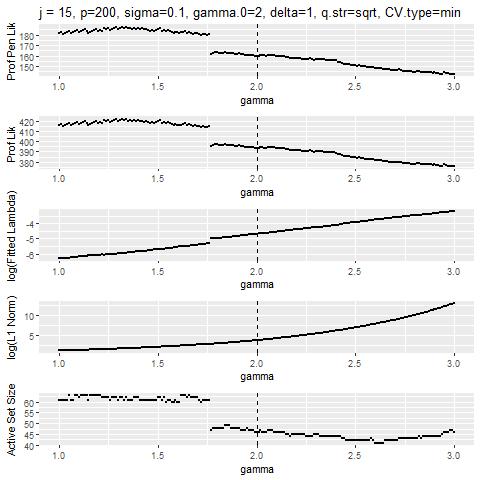 j = 15, p=200, sigma=0.1, gamma.0=2, delta=1, q.str=sqrt, CV.type=min
Prof Pen Lik
180
170
160
150
1.0 1.5 2.0 2.5 3.0
gamma
Prof Lik
420
410
400
390
380
1.0 1.5 2.0 2.5 3.0
gamma
log(Fitted Lambda)
-4
-5
-6
1.0 1.5 2.0 2.5 3.0
gamma
log(L1 Norm)
10
5
1.0 1.5 2.0 2.5 3.0
gamma
Active Set Size
60
55
50
45
40
1.0 1.5 2.0 2.5 3.0
gamma